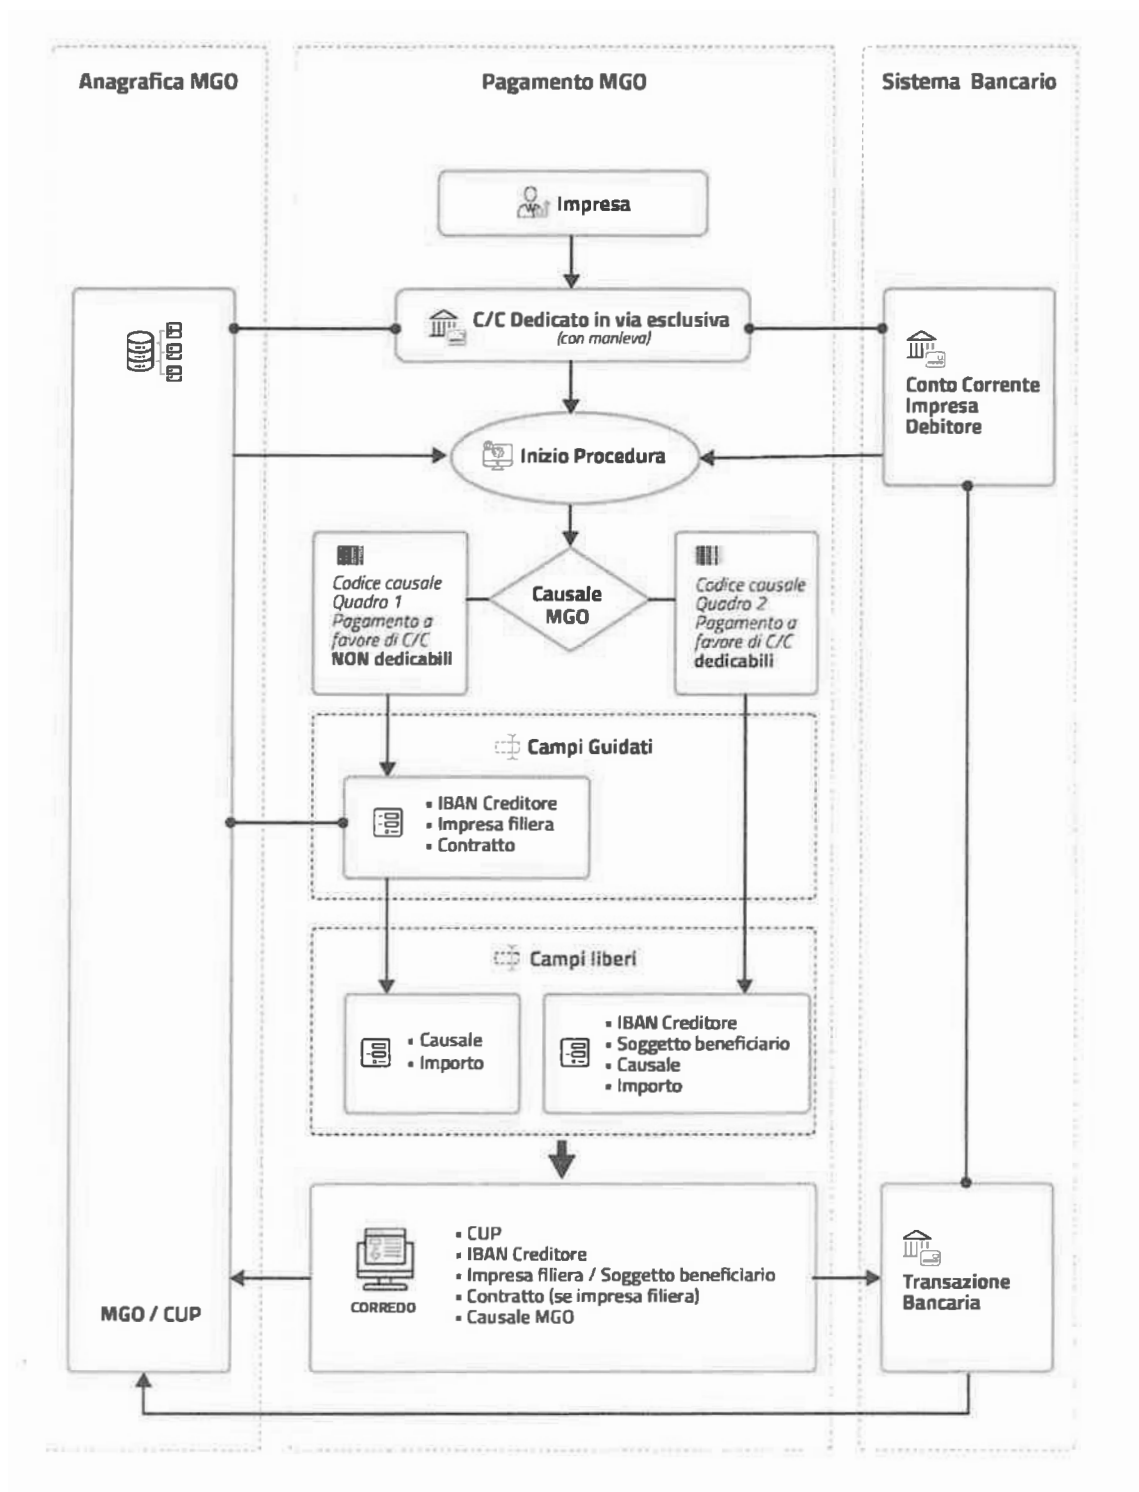 Anagrafica MGO
Pagamento MGO
Sistema Bancario
Impresa
C/C Dedicato in via esclusiva
(con manleva)
Conto Corrente
Impresa
Debitore
Inizio Procedura
Codice causale
Quadro 1
Pagamento a
favore di C/C
NON dedicabili
Causale
MGO
Codice causale
Quadro 2
Pagamento a
favore di C/C
dedicabili
Campi Guidati
▪ IBAN Creditore
▪ Impresa filiera
▪ Contratto
Campi liberi
▪ Causale
▪ Importo
▪ IBAN Creditore
▪ Soggetto beneficiario
▪ Causale
▪ Importo
CORREDO
▪ CUP
▪ IBAN Creditore
▪ Impresa filiera / Soggetto beneficiario
▪ Contratto (se impresa filiera)
▪ Causale MGO
Transazione
Bancaria
MGO / CUP